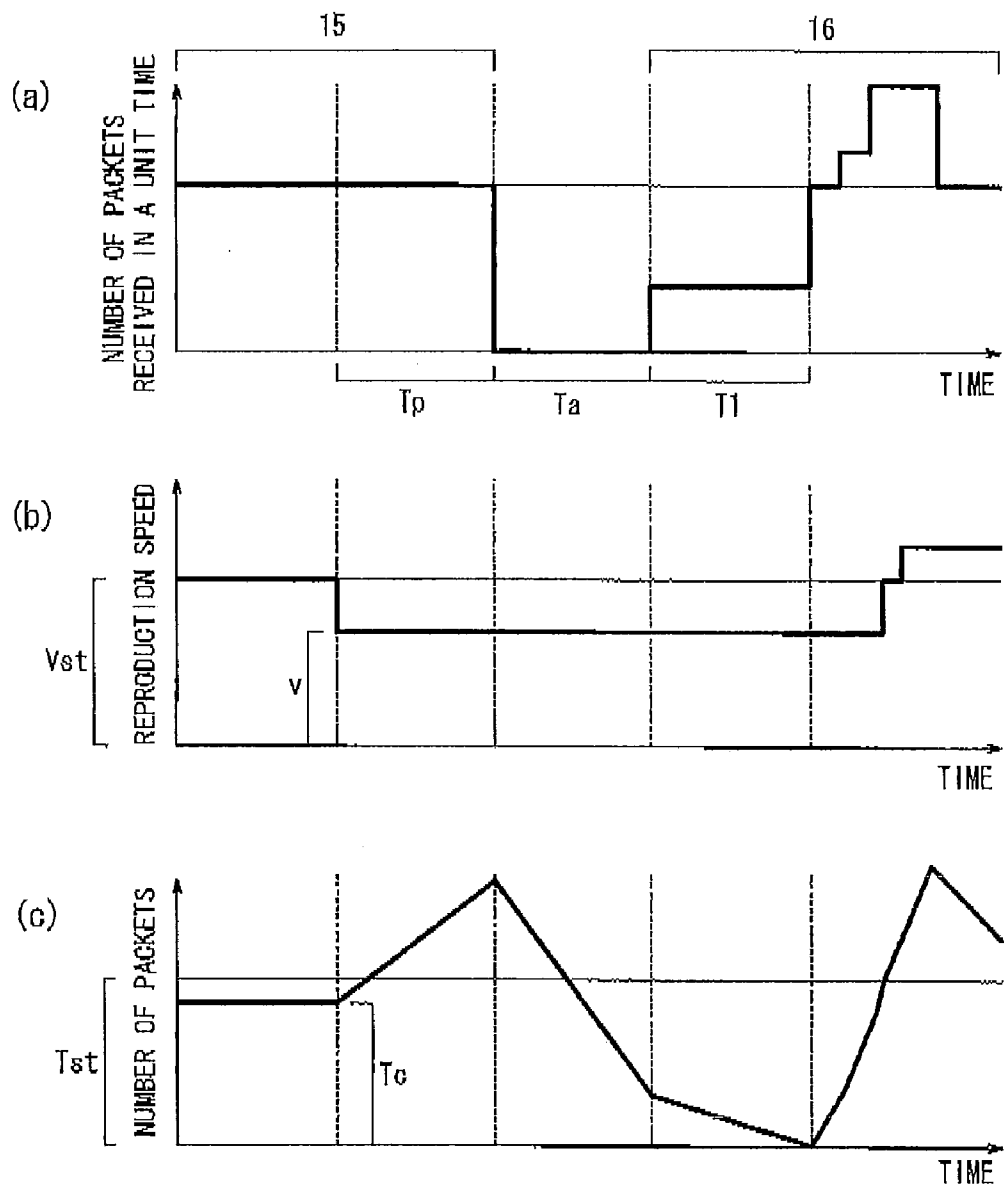 15
16
(a)
NUMBER OF PACKETS
RECEIVED IN A UNIT TIME
TIME
Tp
Ta
T1
(b)
REPRODUCTION SPEED
Vst
v
TIME
(c)
NUMBER OF PACKETS
Tst
Tc
TIME